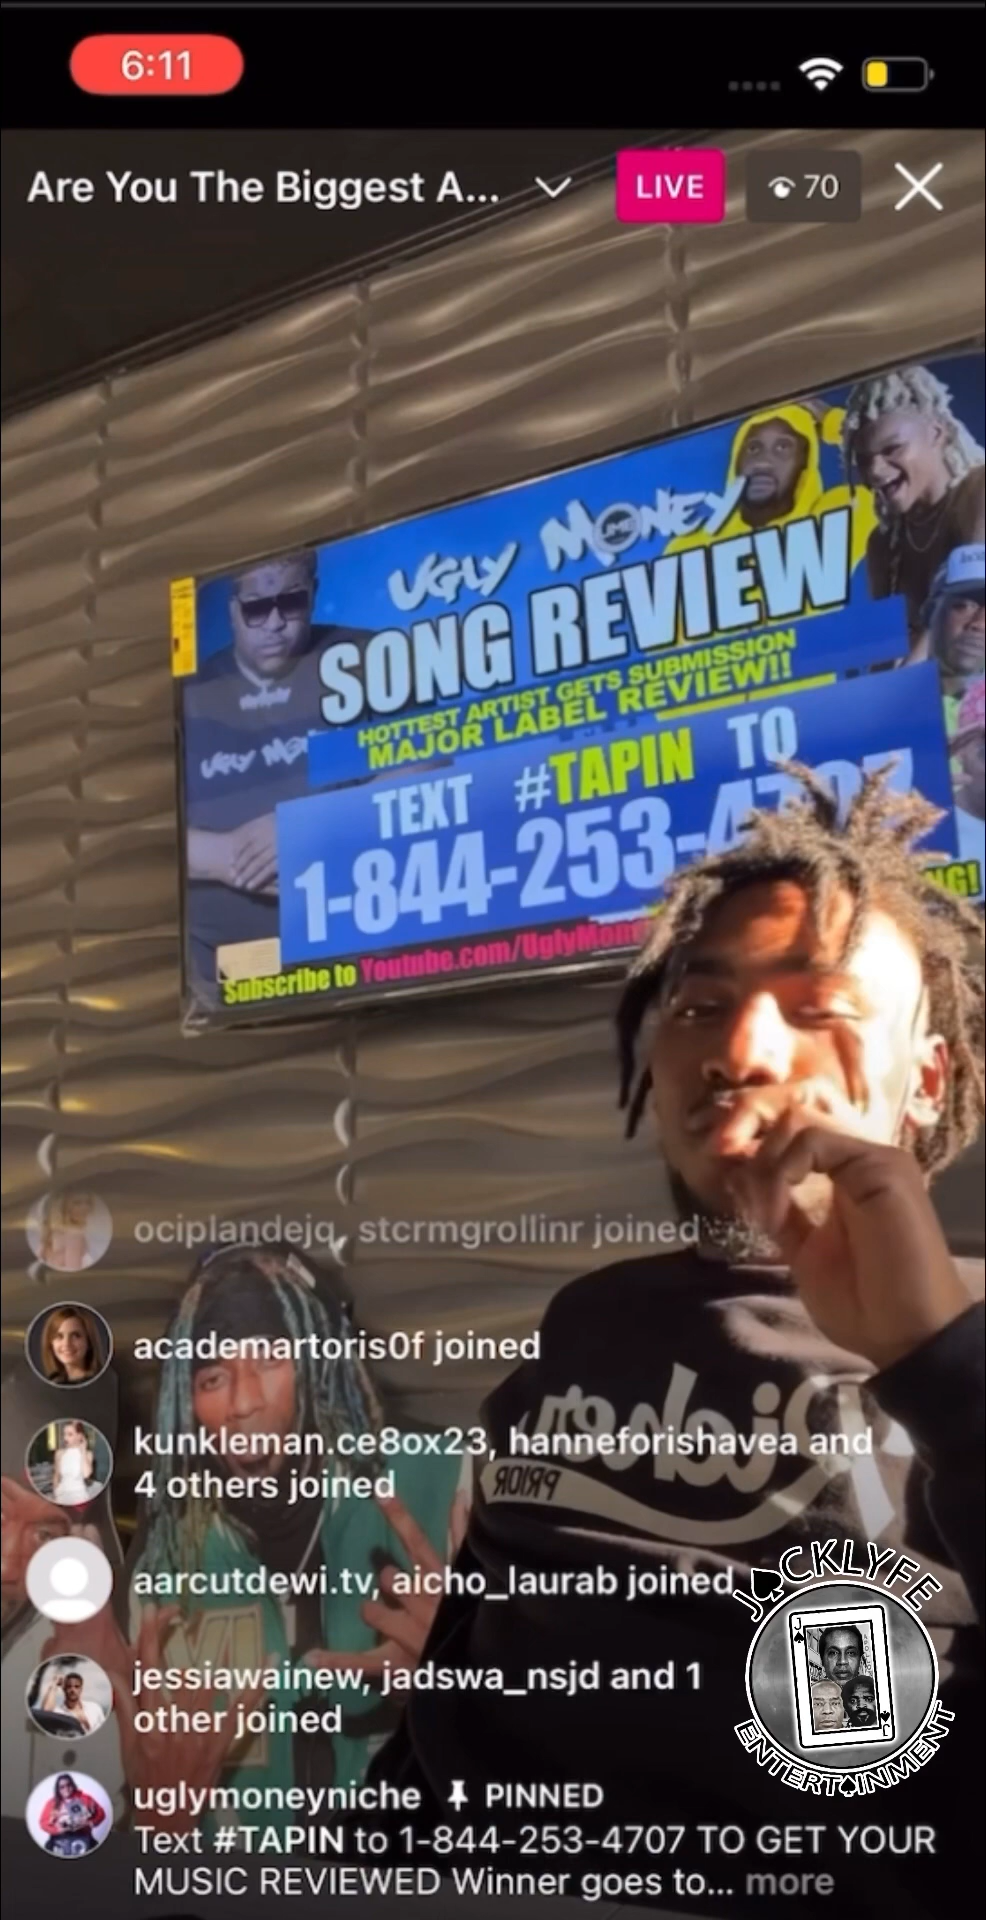 6:11
Are You The Biggest A...
LIVE
70
UGLY MONEY
SONG REVIEW
HOTTEST ARTIST GETS SUBMISSION
MAJOR LABEL REVIEW!!
TEXT #TAPIN TO
1-844-253-47
Subscribe to Youtube.com/UglyMon
ociplandejq, stcrmgrollinr joined
academartoris0f joined
kunkleman.ce8ox23, hanneforishavea and
4 others joined
PRIOR
aarcutdewi.tv, aicho_laurab joined
jessiawainew, jadswa_nsjd and 1
other joined
JACKLYFE
J
J
ENTERTAINMENT
uglymoneyniche PINNED
Text #TAPIN to 1-844-253-4707 TO GET YOUR
MUSIC REVIEWED Winner goes to... more